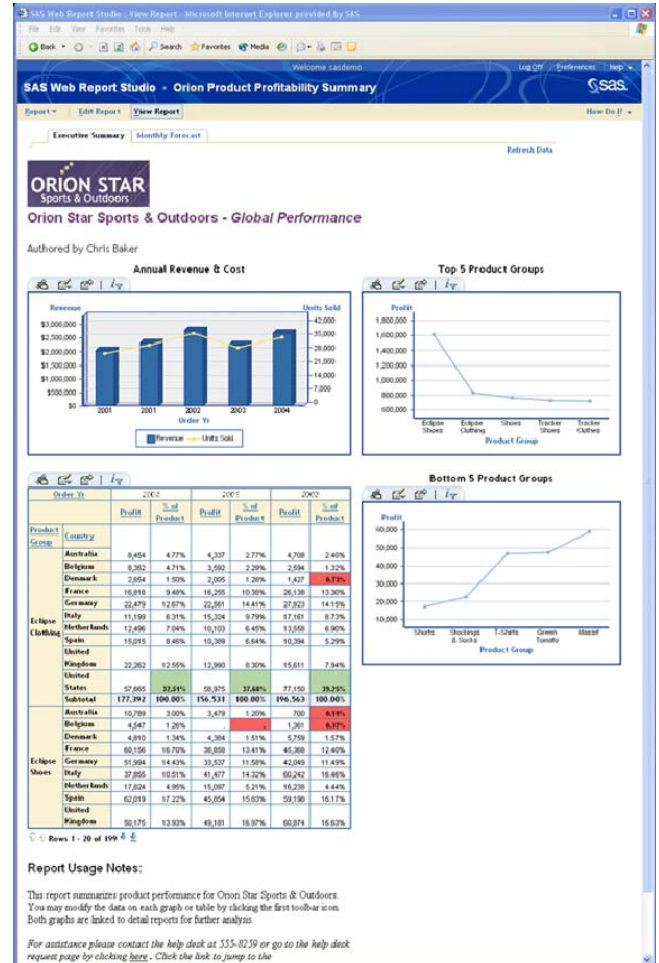 SAS Web Report Studio : View Report - Microsoft Internet Explorer provided by SAS
File Edit View Favorites Tools Help
Back Search Favorites Media
Welcome sasdemo
Log Off Preferences Help
SAS Web Report Studio - Orion Product Profitability Summary
sas.
Report Edit Report View Report
How Do I?
Executive Summary Monthly Forecast
Refresh Data
ORION STAR
Sports & Outdoors
Orion Star Sports & Outdoors - Global Performance
Authored by Chris Baker
Annual Revenue & Cost
Revenue Units Sold
$3,000,000
$2,500,000
$2,000,000
$1,500,000
$1,000,000
$500,000
$0
42,000
35,000
28,000
21,000
14,000
7,000
0
2001 2001 2002 2003 2004
Order Yr
Revenue Units Sold
Top 5 Product Groups
Profit
1,800,000
1,600,000
1,400,000
1,200,000
1,000,000
800,000
600,000
Eclipse Shoes
Eclipse Clothing
Shoes
Tracker Shoes
Tracker Clothes
Product Group
Order Yr
Profit % of Product Profit % of Product Profit % of Product
Product Group Country
Eclipse Clothing
Australia 8,454 4.77% 4,337 2.77% 4,708 2.40%
Belgium 8,352 4.71% 3,592 2.29% 2,594 1.32%
Denmark 2,654 1.50% 2,005 1.28% 1,427 0.73%
France 16,810 9.48% 16,255 10.38% 26,138 13.30%
Germany 22,479 12.67% 22,561 14.41% 27,823 14.15%
Italy 11,199 6.31% 15,324 9.79% 17,161 8.73%
Netherlands 12,496 7.04% 10,103 6.45% 13,558 6.90%
Spain 15,015 8.46% 10,389 6.64% 10,394 5.29%
United Kingdom 22,262 12.55% 12,990 8.30% 15,611 7.94%
United States 57,665 32.51% 58,975 37.68% 77,150 39.25%
Subtotal 177,392 100.00% 156,531 100.00% 196,563 100.00%
Eclipse Shoes
Australia 10,789 3.00% 3,479 1.20% 700 0.19%
Belgium 4,547 1.26% 1,361 0.37%
Denmark 4,810 1.34% 4,384 1.51% 5,759 1.57%
France 60,156 16.70% 38,858 13.41% 45,368 12.40%
Germany 51,994 14.43% 33,537 11.58% 42,049 11.49%
Italy 37,855 10.51% 41,477 14.32% 60,242 16.46%
Netherlands 17,824 4.95% 15,097 5.21% 16,238 4.44%
Spain 62,019 17.22% 45,854 15.83% 59,198 16.17%
United Kingdom 50,175 13.93% 49,181 16.97% 60,874 16.63%
Rows 1 - 20 of 199
Bottom 5 Product Groups
Profit
60,000
50,000
40,000
30,000
20,000
10,000
Shorts
Stockings & Socks
T-Shirts
Green Tomato
Massif
Product Group
Report Usage Notes:
This report summarizes product performance for Orion Star Sports & Outdoors.
You may modify the data on each graph or table by clicking the first toolbar icon.
Both graphs are linked to detail reports for further analysis.
For assistance please contact the help desk at 555-8259 or go to the help desk
request page by clicking here . Click the link to jump to the